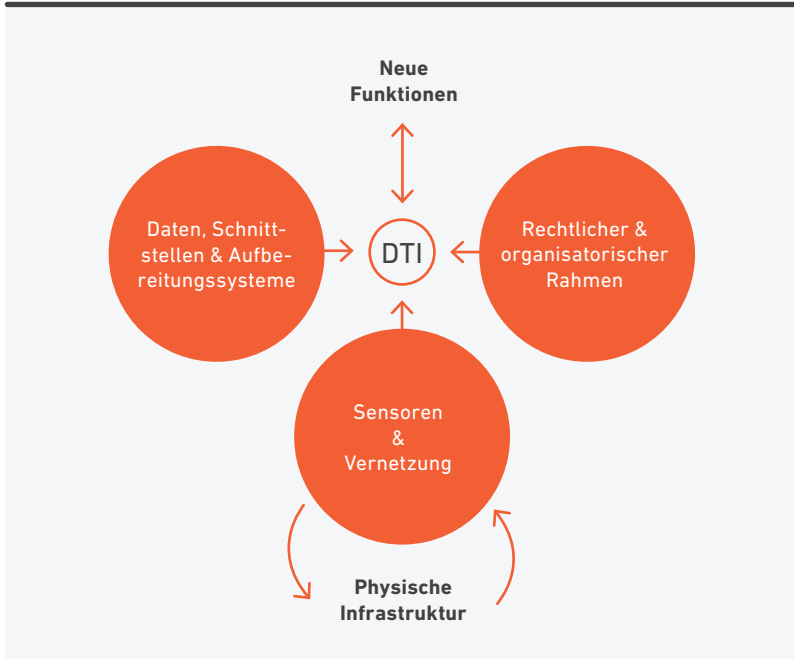 Neue
Funktionen
Daten, Schnitt-
stellen & Aufbe-
reitungssysteme
DTI
Rechtlicher &
organisatorischer
Rahmen
Sensoren
&
Vernetzung
Physische
Infrastruktur